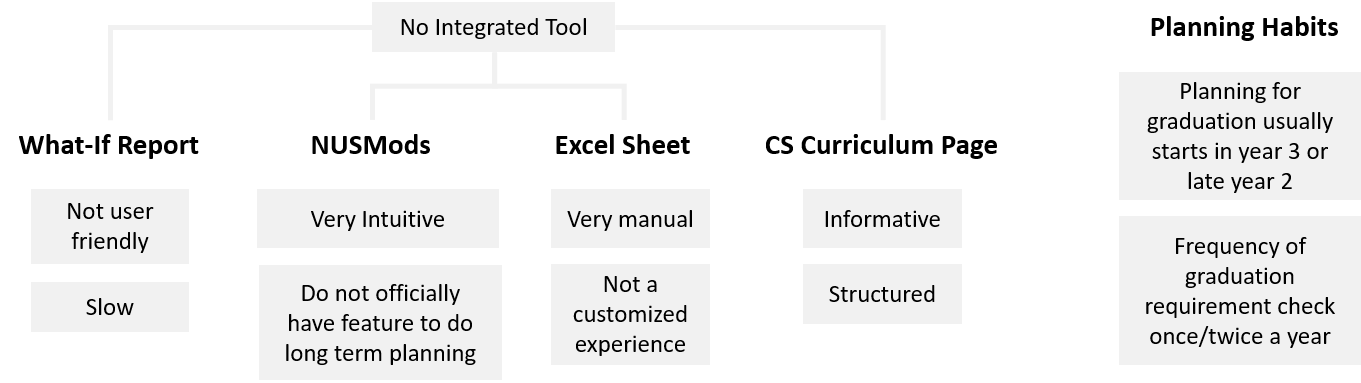 No Integrated Tool
What-If Report
Not user
friendly
Slow
NUSMods
Very Intuitive
Do not officially
have feature to do
long term planning
Excel Sheet
Very manual
Not a
customized
experience
CS Curriculum Page
Informative
Structured
Planning Habits
Planning for
graduation usually
starts in year 3 or
late year 2
Frequency of
graduation
requirement check
once/twice a year